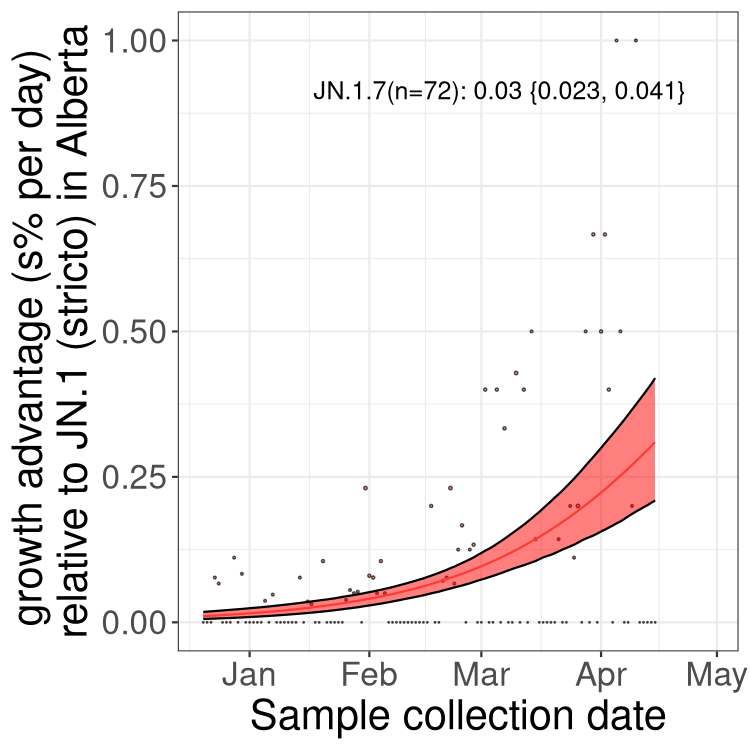 growth advantage (s% per day)
relative to JN.1 (stricto) in Alberta
1.00
0.75
0.50
0.25
0.00
JN.1.7(n=72): 0.03 {0.023, 0.041}
Jan Feb Mar Apr May
Sample collection date